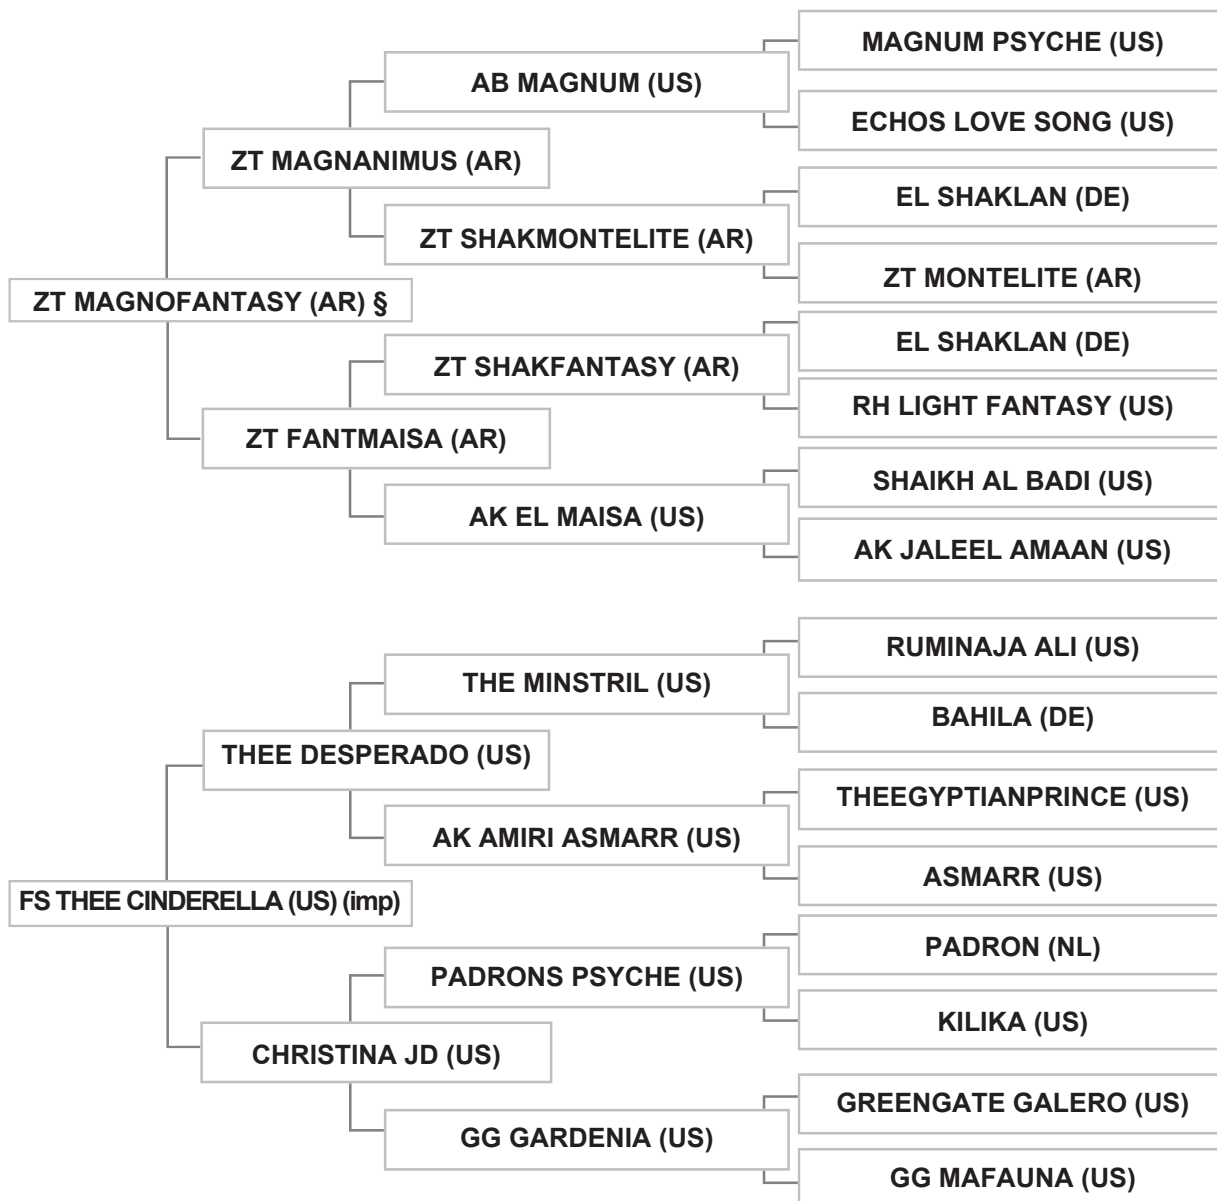 MAGNUM PSYCHE (US)
AB MAGNUM (US)
ECHOS LOVE SONG (US)
ZT MAGNANIMUS (AR)
EL SHAKLAN (DE)
ZT SHAKMONTELITE (AR)
ZT MONTELITE (AR)
ZT MAGNOFANTASY (AR) §
EL SHAKLAN (DE)
ZT SHAKFANTASY (AR)
RH LIGHT FANTASY (US)
ZT FANTMAISA (AR)
SHAIKH AL BADI (US)
AK EL MAISA (US)
AK JALEEL AMAAN (US)
RUMINAJA ALI (US)
THE MINSTRIL (US)
BAHILA (DE)
THEE DESPERADO (US)
THEEGYPTIANPRINCE (US)
AK AMIRI ASMARR (US)
ASMARR (US)
FS THEE CINDERELLA (US) (imp)
PADRON (NL)
PADRONS PSYCHE (US)
KILIKA (US)
CHRISTINA JD (US)
GREENGATE GALERO (US)
GG GARDENIA (US)
GG MAFAUNA (US)